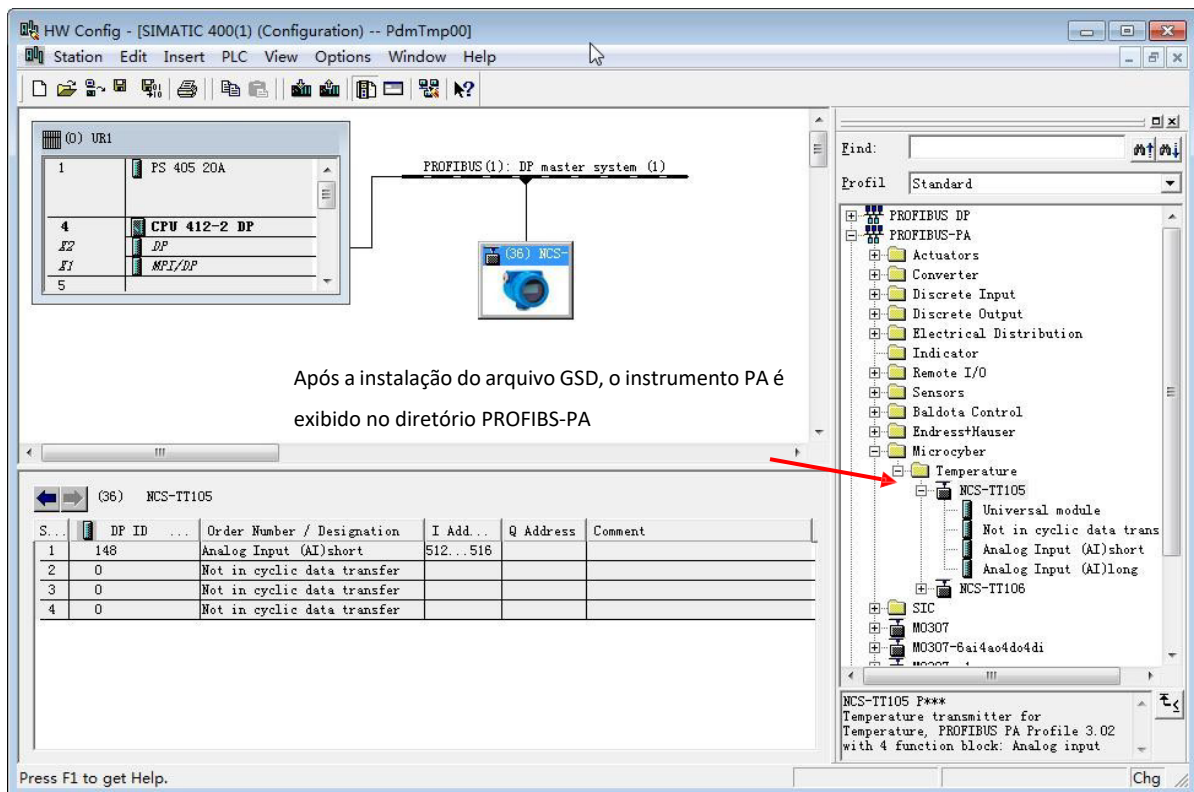 HW Config - [SIMATIC 400(1) (Configuration) -- PdmTmp00]
Station Edit Insert PLC View Options Window Help
(0) UR1
1 PS 405 20A
4 CPU 412-2 DP
X2 DP
X1 MPI/DP
5
PROFIBUS(1): DP master system (1)
(36) NCS-
Após a instalação do arquivo GSD, o instrumento PA é
exibido no diretório PROFIBS-PA
(36) NCS-TT105
S... DP ID ... Order Number / Designation I Add... Q Address Comment
1 148 Analog Input (AI)short 512...516
2 0 Not in cyclic data transfer
3 0 Not in cyclic data transfer
4 0 Not in cyclic data transfer
Find:
Profil Standard
PROFIBUS DP
PROFIBUS-PA
Actuators
Converter
Discrete Input
Discrete Output
Electrical Distribution
Indicator
Remote I/O
Sensors
Baldota Control
Endress+Hauser
Microcyber
Temperature
NCS-TT105
Universal module
Not in cyclic data trans
Analog Input (AI)short
Analog Input (AI)long
NCS-TT106
SIC
M0307
M0307-6ai4ao4do4di
NCS-TT105 P***
Temperature transmitter for
Temperature, PROFIBUS PA Profile 3.02
with 4 function block: Analog input
Press F1 to get Help.
Chg